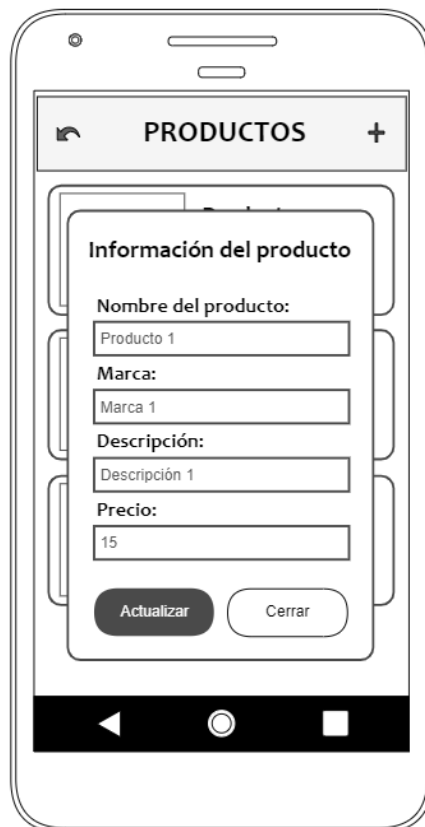 PRODUCTOS
Información del producto
Nombre del producto:
Producto 1
Marca:
Marca 1
Descripción:
Descripción 1
Precio:
15
Actualizar
Cerrar